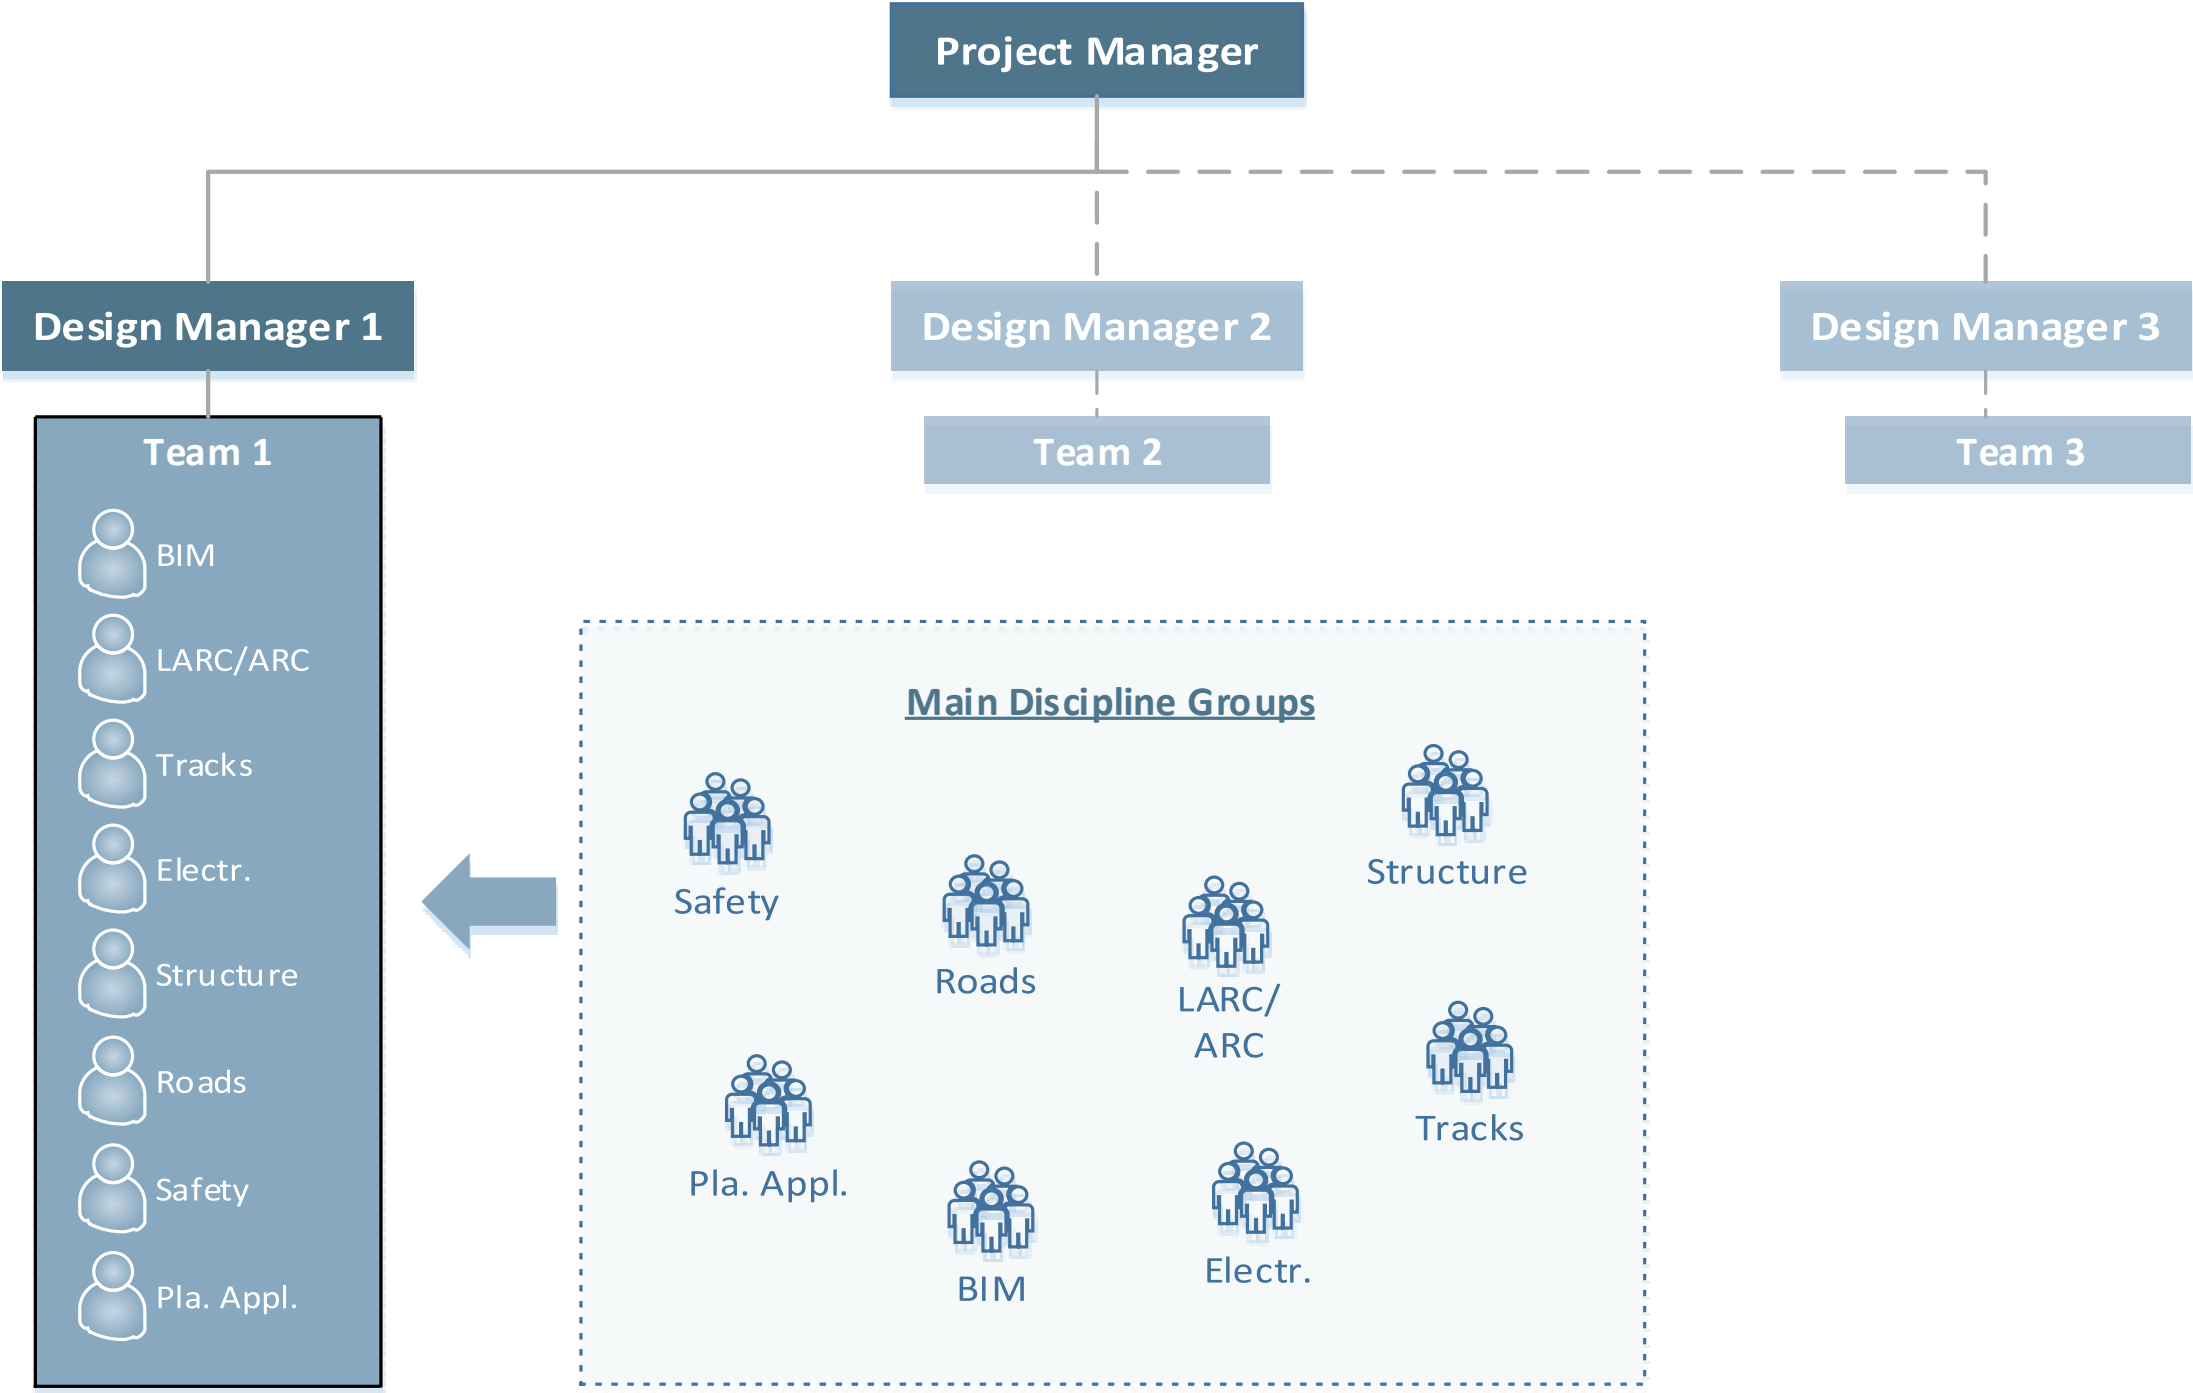 Project Manager
Design Manager 1
Design Manager 2
Design Manager 3
Team 1
Team 2
Team 3
BIM
LARC/ARC
Tracks
Electr.
Structure
Roads
Safety
Pla. Appl.
Main Discipline Groups
Safety
Roads
LARC/
ARC
Structure
Tracks
Pla. Appl.
BIM
Electr.